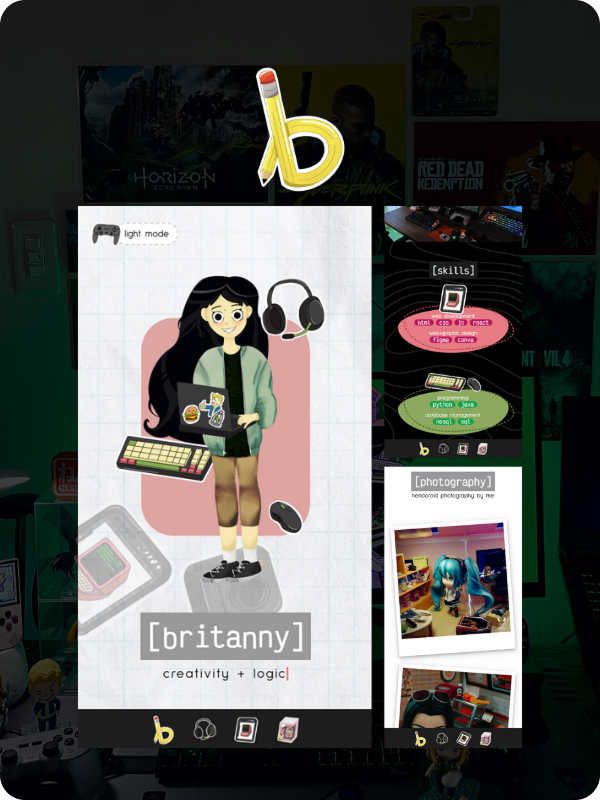 HORIZON
ZERO DAWN
CYBERPUNK
RED DEAD
REDEMPTION
light mode
[britanny]
creativity + logic
[skills]
web development
html css js react
web+graphic design
figma canva
programming
python java
database management
nosql sql
[photography]
nendoroid photography by me